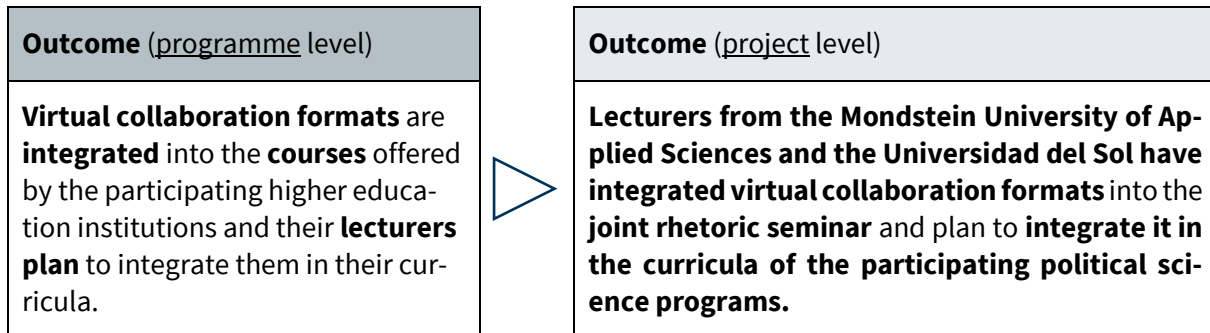 Outcome (programme level)
Virtual collaboration formats are
integrated into the courses offered
by the participating higher educa-
tion institutions and their lecturers
plan to integrate them in their cur-
ricula.
Outcome (project level)
Lecturers from the Mondstein University of Ap-
plied Sciences and the Universidad del Sol have
integrated virtual collaboration formats into the
joint rhetoric seminar and plan to integrate it in
the curricula of the participating political sci-
ence programs.